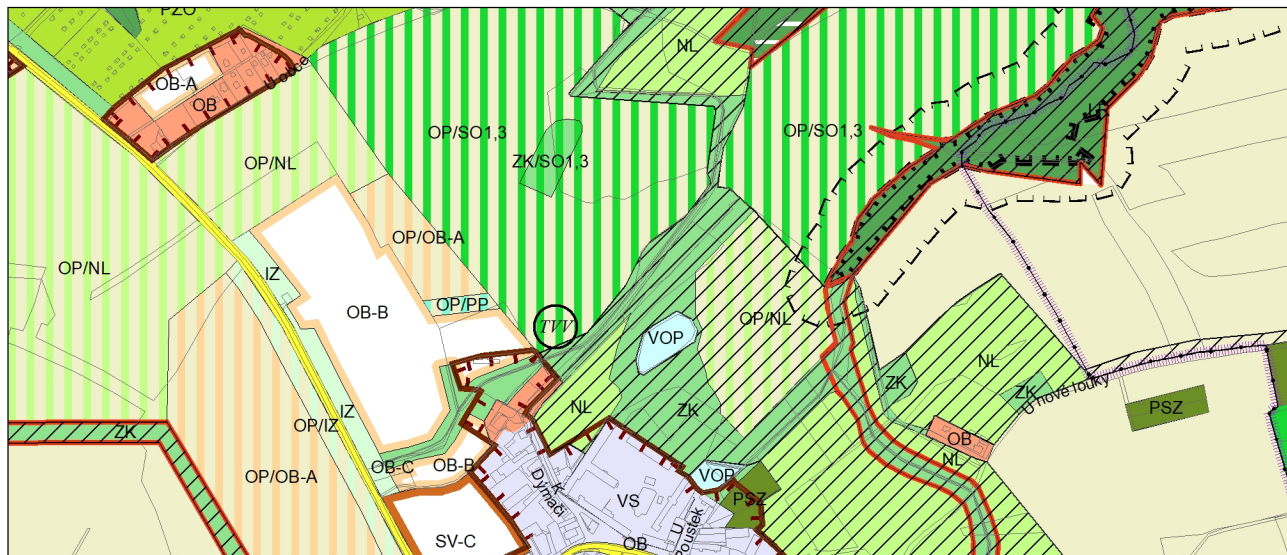 PZO
NL
OB-A
OB
U obce
OP/SO1,3
OP/SO1,3
ZK/SO1,3
OP/NL
OP/OB-A
OP/NL
IZ
OP/PP
OB-B
TVV
VOP
OP/NL
NL
ZK
ZK
U nové louky
PSZ
NL
ZK
IZ
OP/IZ
ZK
OB
NL
OB-C
OB-B
OP/OB-A
VOP
PSZ
VS
K
Dýmači
U
SV-C
OB